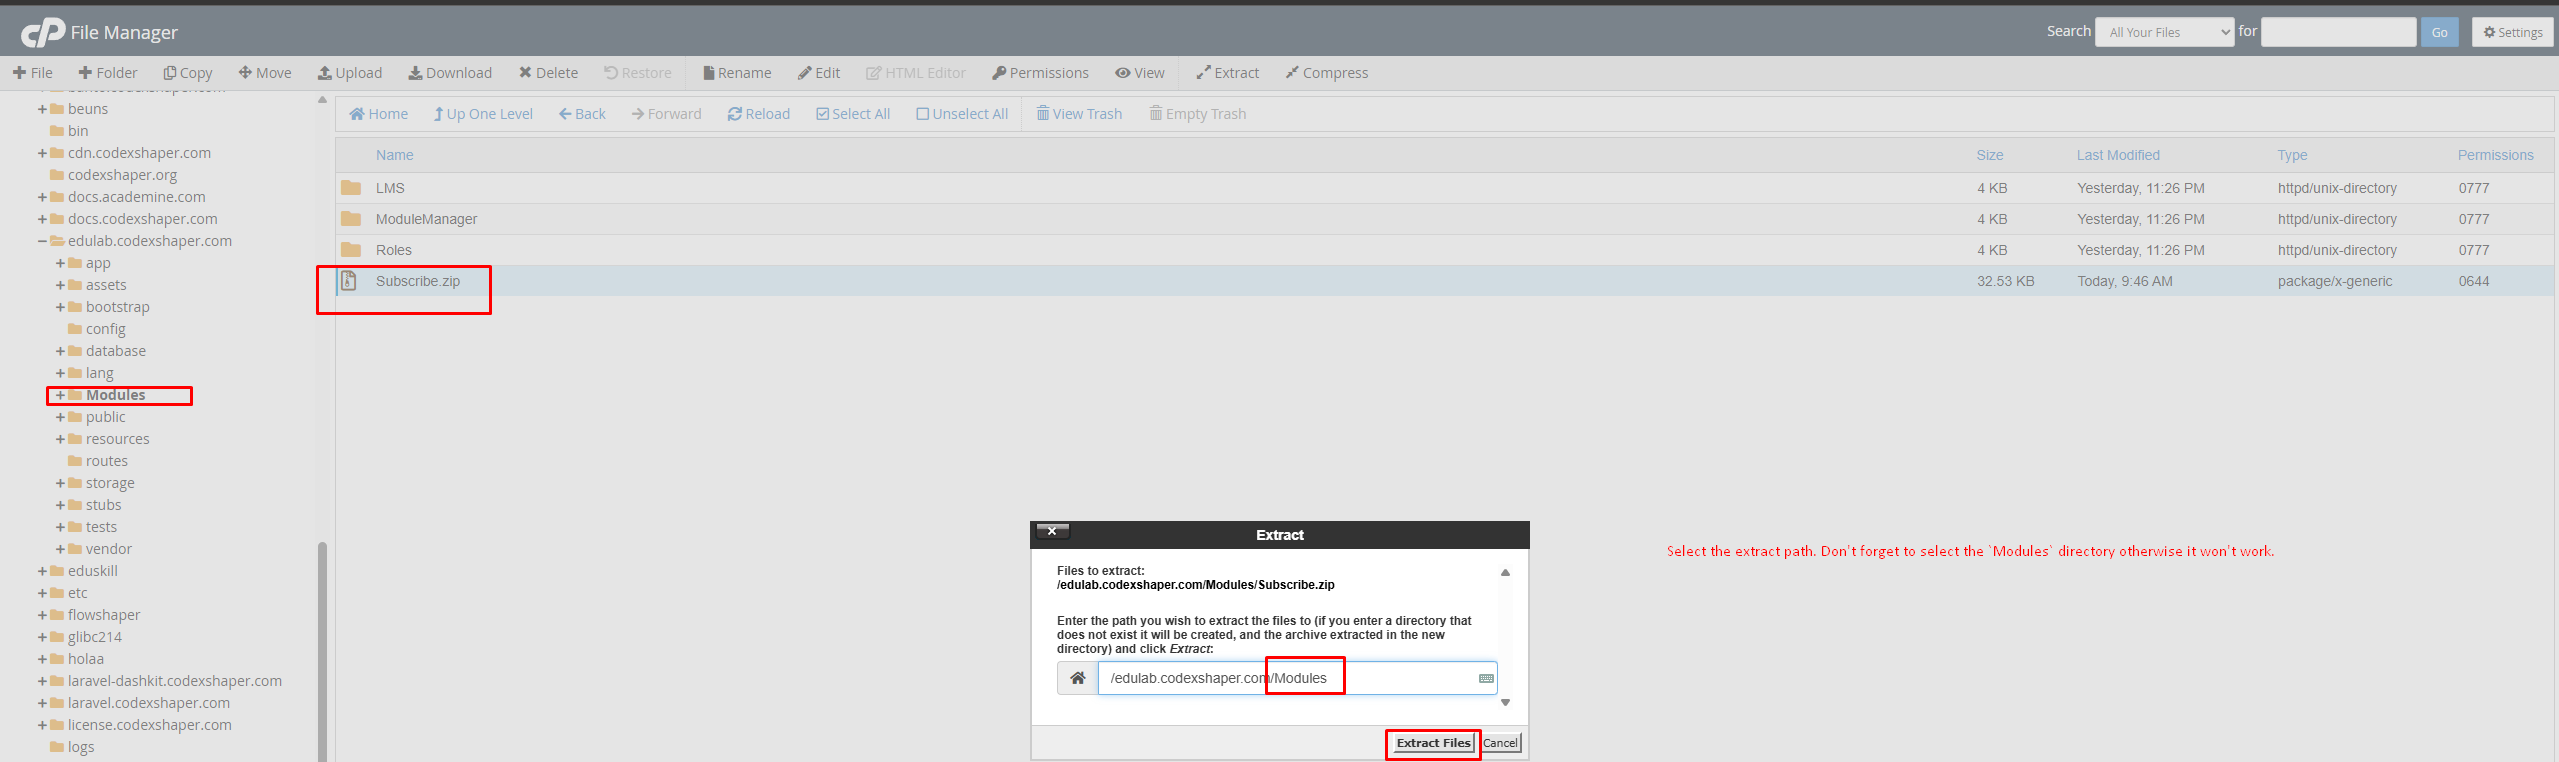 cP File Manager
Search All Your Files for Go Settings
File Folder Copy Move Upload Download Delete Restore Rename Edit HTML Editor Permissions View Extract Compress
beuns
bin
cdn.codexshaper.com
codexshaper.org
docs.academine.com
docs.codexshaper.com
edulab.codexshaper.com
app
assets
bootstrap
config
database
lang
Modules
public
resources
routes
storage
stubs
tests
vendor
eduskill
etc
flowshaper
glibc214
holaa
laravel-dashkit.codexshaper.com
laravel.codexshaper.com
license.codexshaper.com
logs
Home Up One Level Back Forward Reload Select All Unselect All View Trash Empty Trash
Name Size Last Modified Type Permissions
LMS 4 KB Yesterday, 11:26 PM httpd/unix-directory 0777
ModuleManager 4 KB Yesterday, 11:26 PM httpd/unix-directory 0777
Roles 4 KB Yesterday, 11:26 PM httpd/unix-directory 0777
Subscribe.zip 32.53 KB Today, 9:46 AM package/x-generic 0644
Extract
Files to extract:
/edulab.codexshaper.com/Modules/Subscribe.zip
Enter the path you wish to extract the files to (if you enter a directory that
does not exist it will be created, and the archive extracted in the new
directory) and click Extract:
/edulab.codexshaper.com/Modules
Extract Files Cancel
Select the extract path. Don't forget to select the `Modules` directory otherwise it won't work.